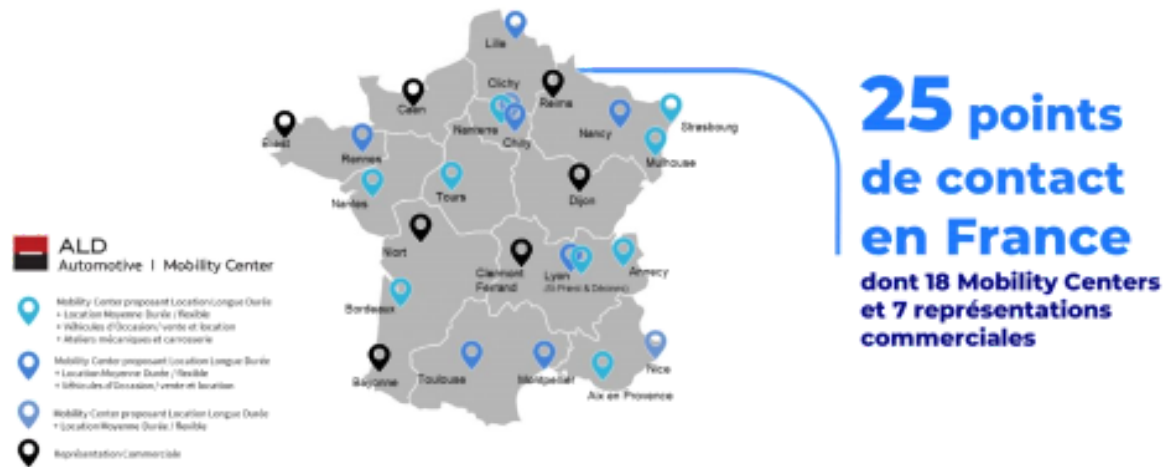 Lille
Clichy
Caen
Reims
Nanterre
Chilly
Nancy
Strasbourg
Brest
Rennes
Mulhouse
Nantes
Tours
Dijon
Niort
Clermont
Ferrand
Lyon
Annecy
Bordeaux
Bayonne
Toulouse
Montpellier
Aix en Provence
Nice
25 points
de contact
en France
dont 18 Mobility Centers
et 7 représentations
commerciales
ALD
Automotive | Mobility Center
Mobility Center proposant Location Longue Durée
+ Location Moyenne Durée / flexible
+ Véhicules d'Occasion / vente et location
+ Ateliers mécaniques et carrosserie
Mobility Center proposant Location Longue Durée
+ Location Moyenne Durée / flexible
+ Véhicules d'Occasion / vente et location
Mobility Center proposant Location Longue Durée
+ Location Moyenne Durée / flexible
Représentation Commerciale